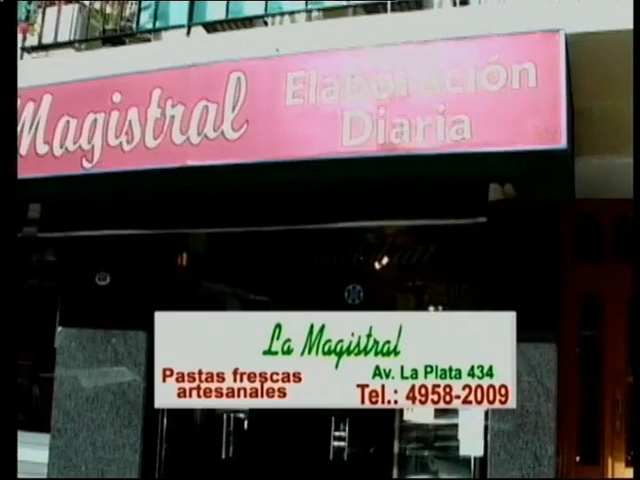 Magistral
Elaboración
Diaria
La Magistral
Pastas frescas
artesanales
Av. La Plata 434
Tel.: 4958-2009